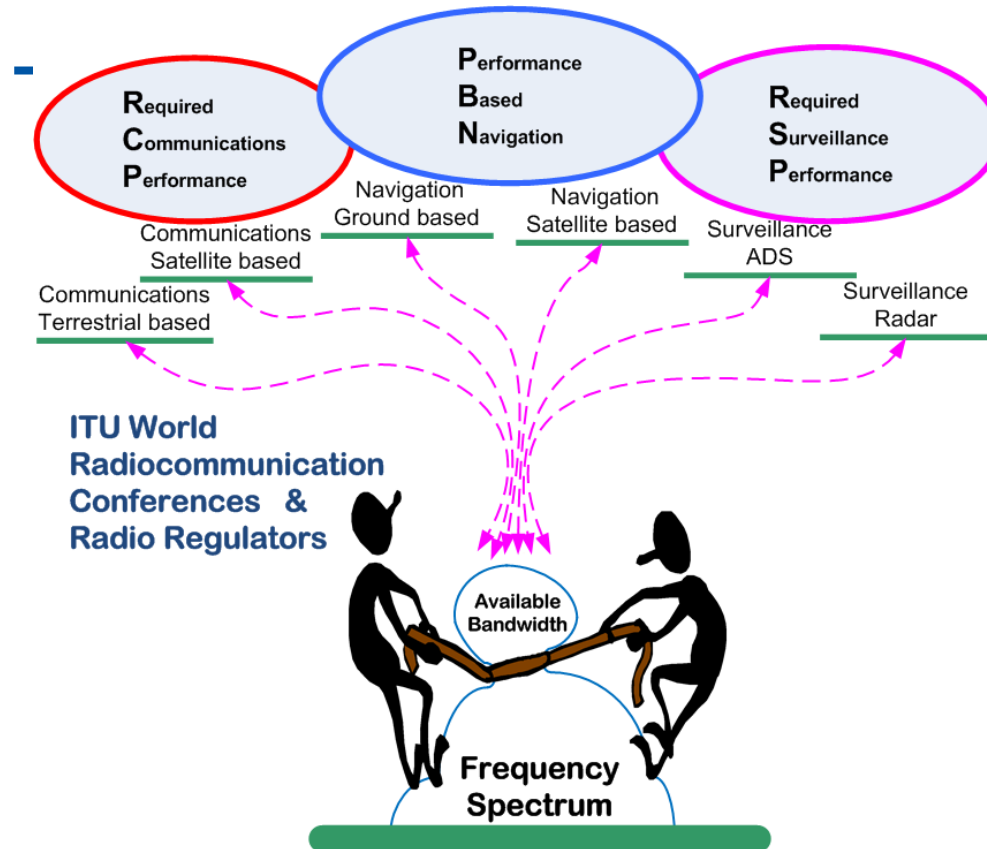 Required
Communications
Performance
Performance
Based
Navigation
Required
Surveillance
Performance
Communications
Terrestrial based
Communications
Satellite based
Navigation
Ground based
Navigation
Satellite based
Surveillance
ADS
Surveillance
Radar
ITU World
Radiocommunication
Conferences &
Radio Regulators
Available
Bandwidth
Frequency
Spectrum